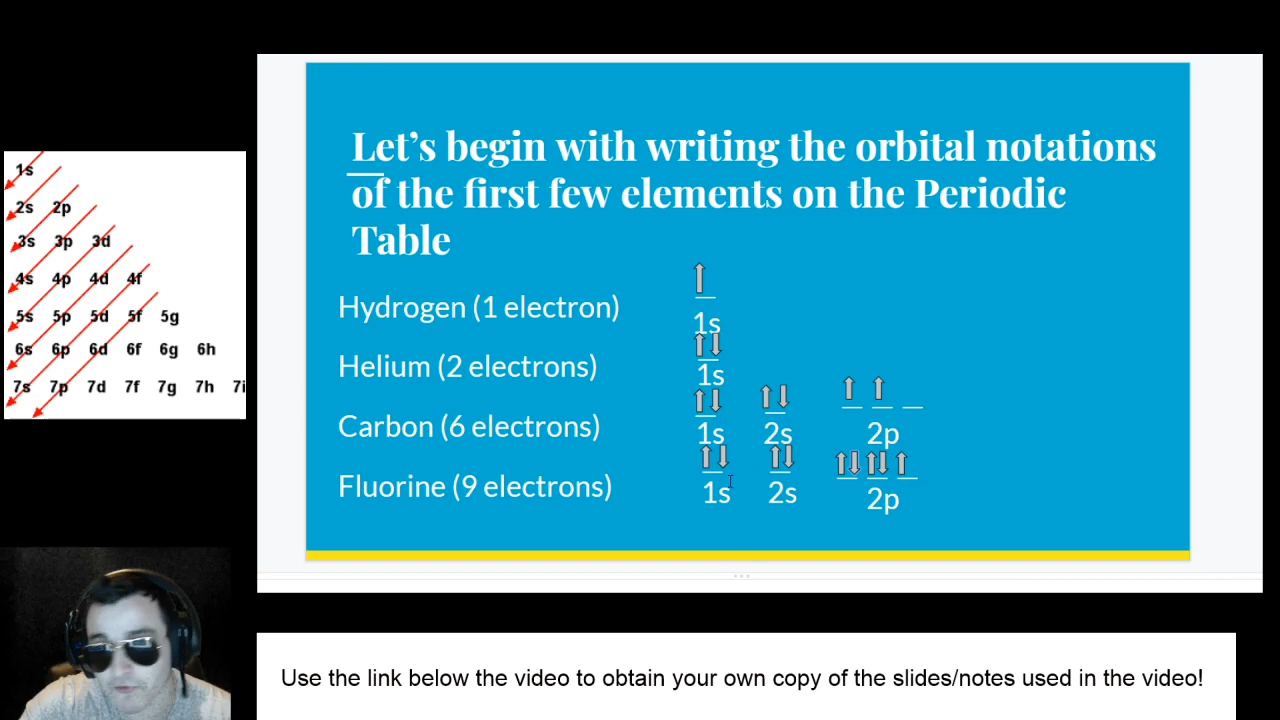 Let's begin with writing the orbital notations
of the first few elements on the Periodic
Table
1s
2s 2p
3s 3p 3d
4s 4p 4d 4f
5s 5p 5d 5f 5g
6s 6p 6d 6f 6g 6h
7s 7p 7d 7f 7g 7h 7i
Hydrogen (1 electron)
1s
Helium (2 electrons)
1s
Carbon (6 electrons)
1s 2s 2p
Fluorine (9 electrons)
1s 2s 2p
Use the link below the video to obtain your own copy of the slides/notes used in the video!